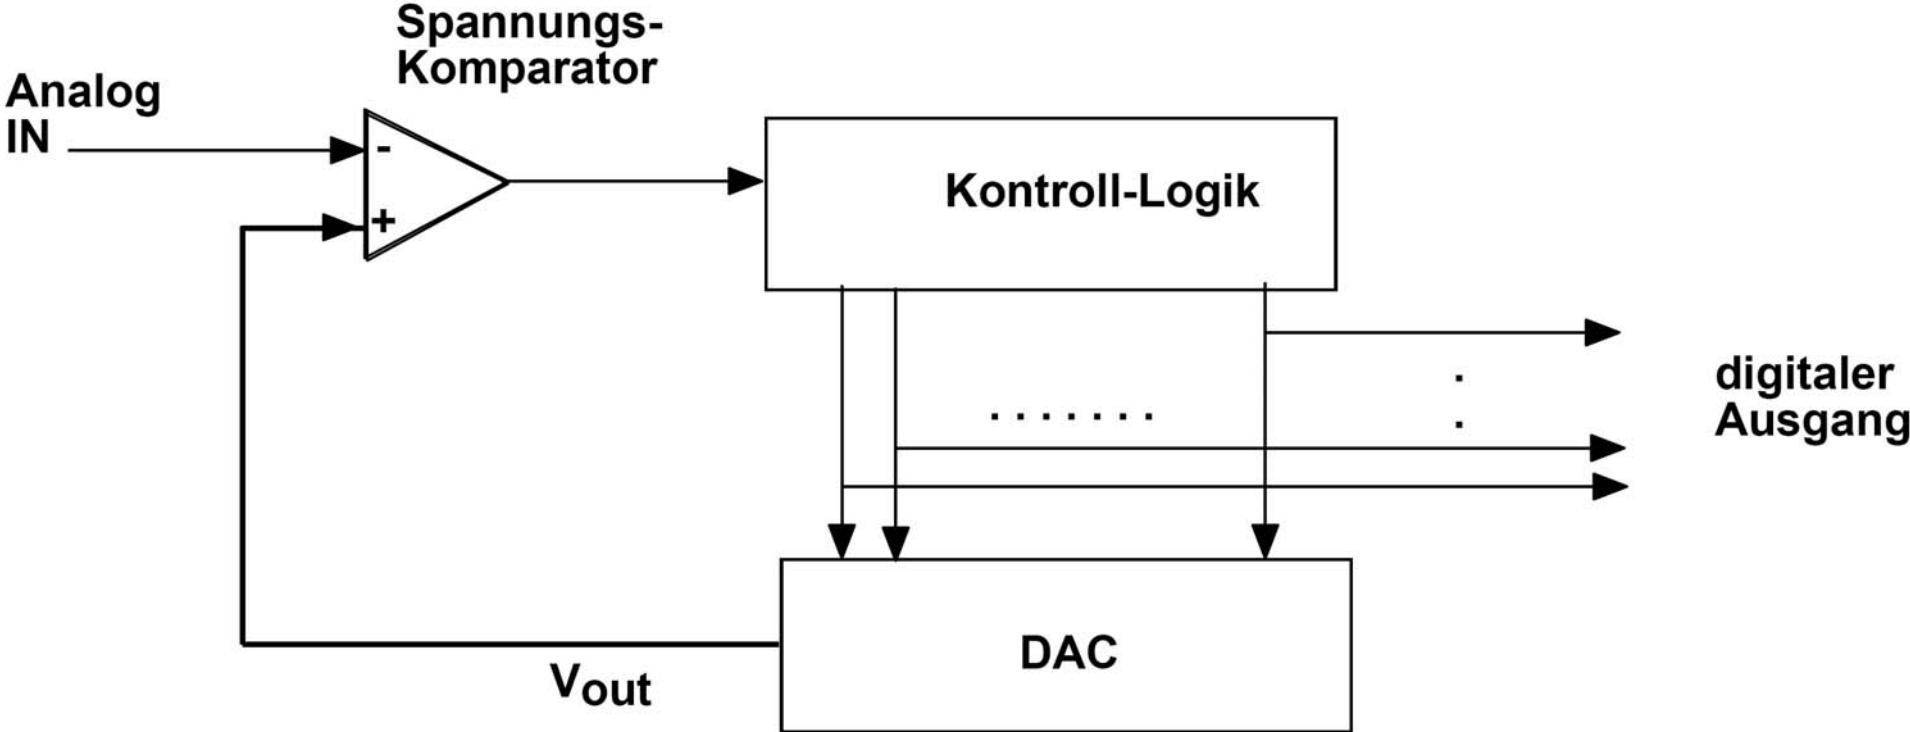 Spannungs-
Komparator
Analog
IN
-
+
Kontroll-Logik
digitaler
Ausgang
DAC
Vout